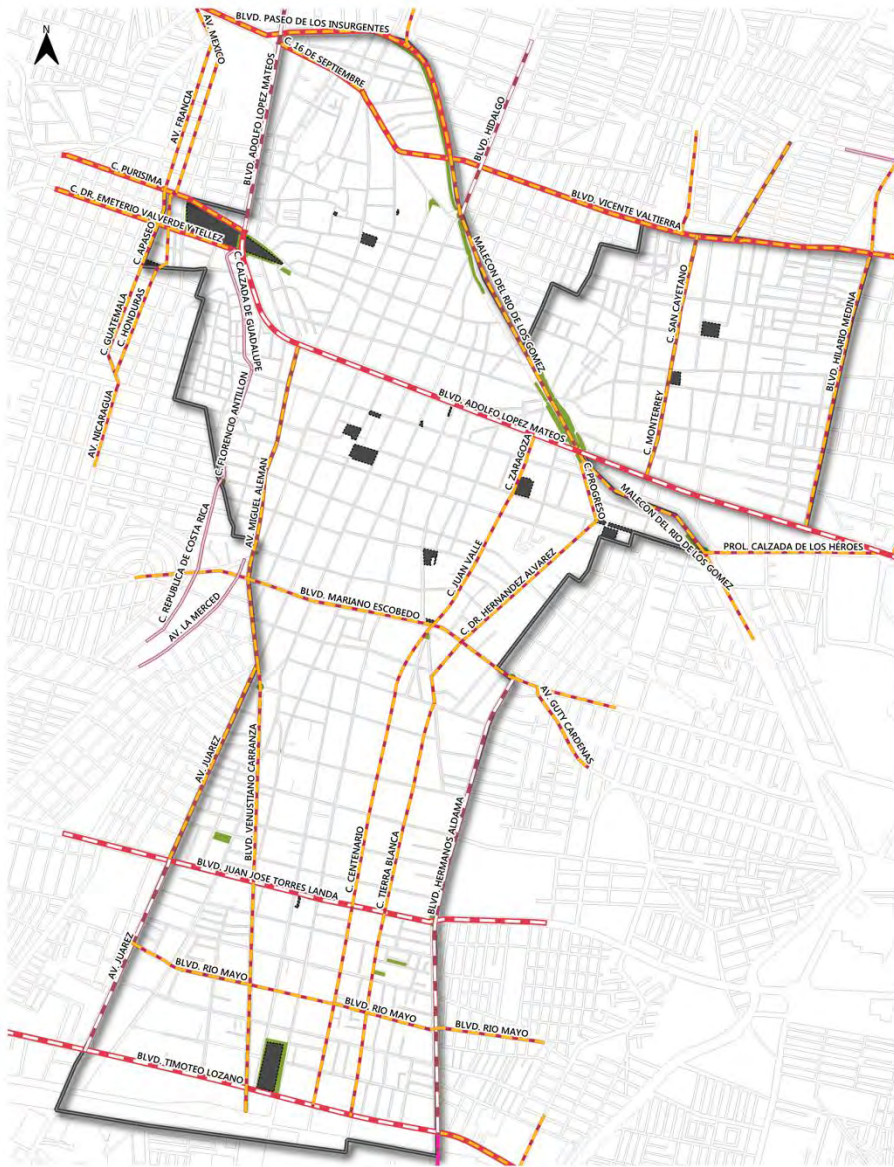 N
AV. MEXICO
BLVD. PASEO DE LOS INSURGENTES
C. 16 DE SEPTIEMBRE
BLVD. ADOLFO LOPEZ MATEOS
AV. FRANCIA
BLVD. HIDALGO
C. PURISIMA
C. DR. EMETERIO VALVERDE Y TELLEZ
BLVD. VICENTE VALTIERRA
C. APASEO
C. CALZADA DE GUADALUPE
MALECON DEL RIO DE LOS GOMEZ
C. SAN CAYETANO
C. GUATEMALA
C. HONDURAS
BLVD. HILARIO MEDINA
AV. NICARAGUA
BLVD. ADOLFO LOPEZ MATEOS
C. FLORENCIO ANTILLON
C. MONTERREY
C. ZARAGOZA
AV. MIGUEL ALEMAN
C. PROGRESO
MALECON DEL RIO DE LOS GOMEZ
C. REPUBLICA DE COSTA RICA
PROL. CALZADA DE LOS HÉROES
C. JUAN VALLE
C. DR. HERNANDEZ ALVAREZ
AV. LA MERCED
BLVD. MARIANO ESCOBEDO
AV. GUTY CARDENAS
AV. JUAREZ
BLVD. VENUSTIANO CARRANZA
C. CENTENARIO
C. TIERRA BLANCA
BLVD. HERMANOS ALDAMA
BLVD. JUAN JOSE TORRES LANDA
AV. JUAREZ
BLVD. RIO MAYO
BLVD. RIO MAYO
BLVD. RIO MAYO
BLVD. TIMOTEO LOZANO